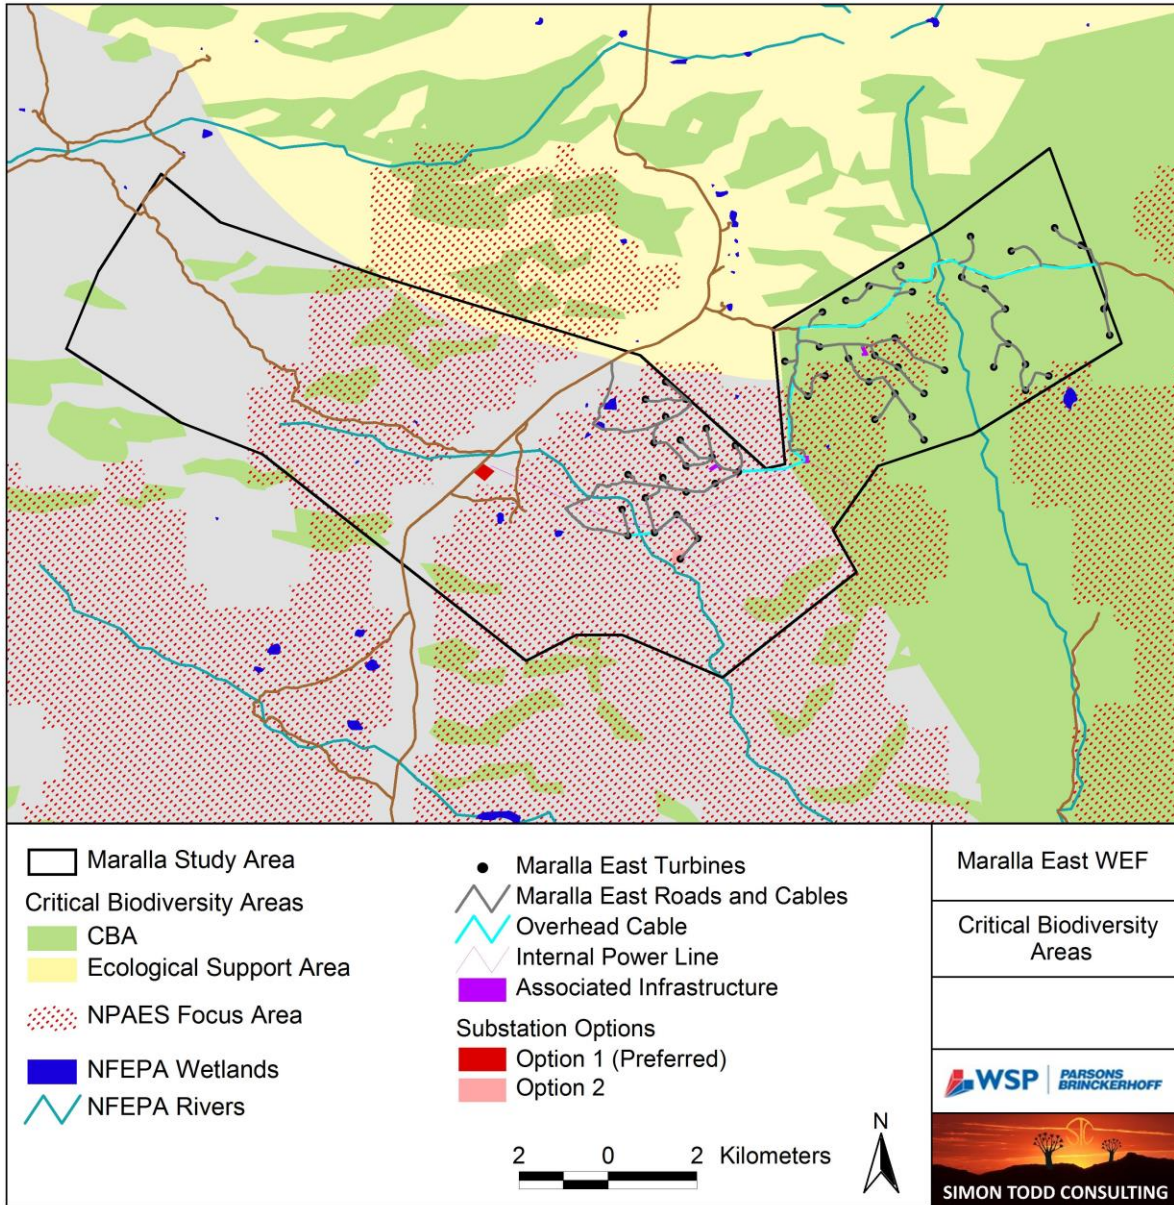 Maralla Study Area
Critical Biodiversity Areas
CBA
Ecological Support Area
NPAES Focus Area
NFEPA Wetlands
NFEPA Rivers
Maralla East Turbines
Maralla East Roads and Cables
Overhead Cable
Internal Power Line
Associated Infrastructure
Substation Options
Option 1 (Preferred)
Option 2
2 0 2 Kilometers
N
Maralla East WEF
Critical Biodiversity
Areas
WSP PARSONS
BRINCKERHOFF
STC
SIMON TODD CONSULTING